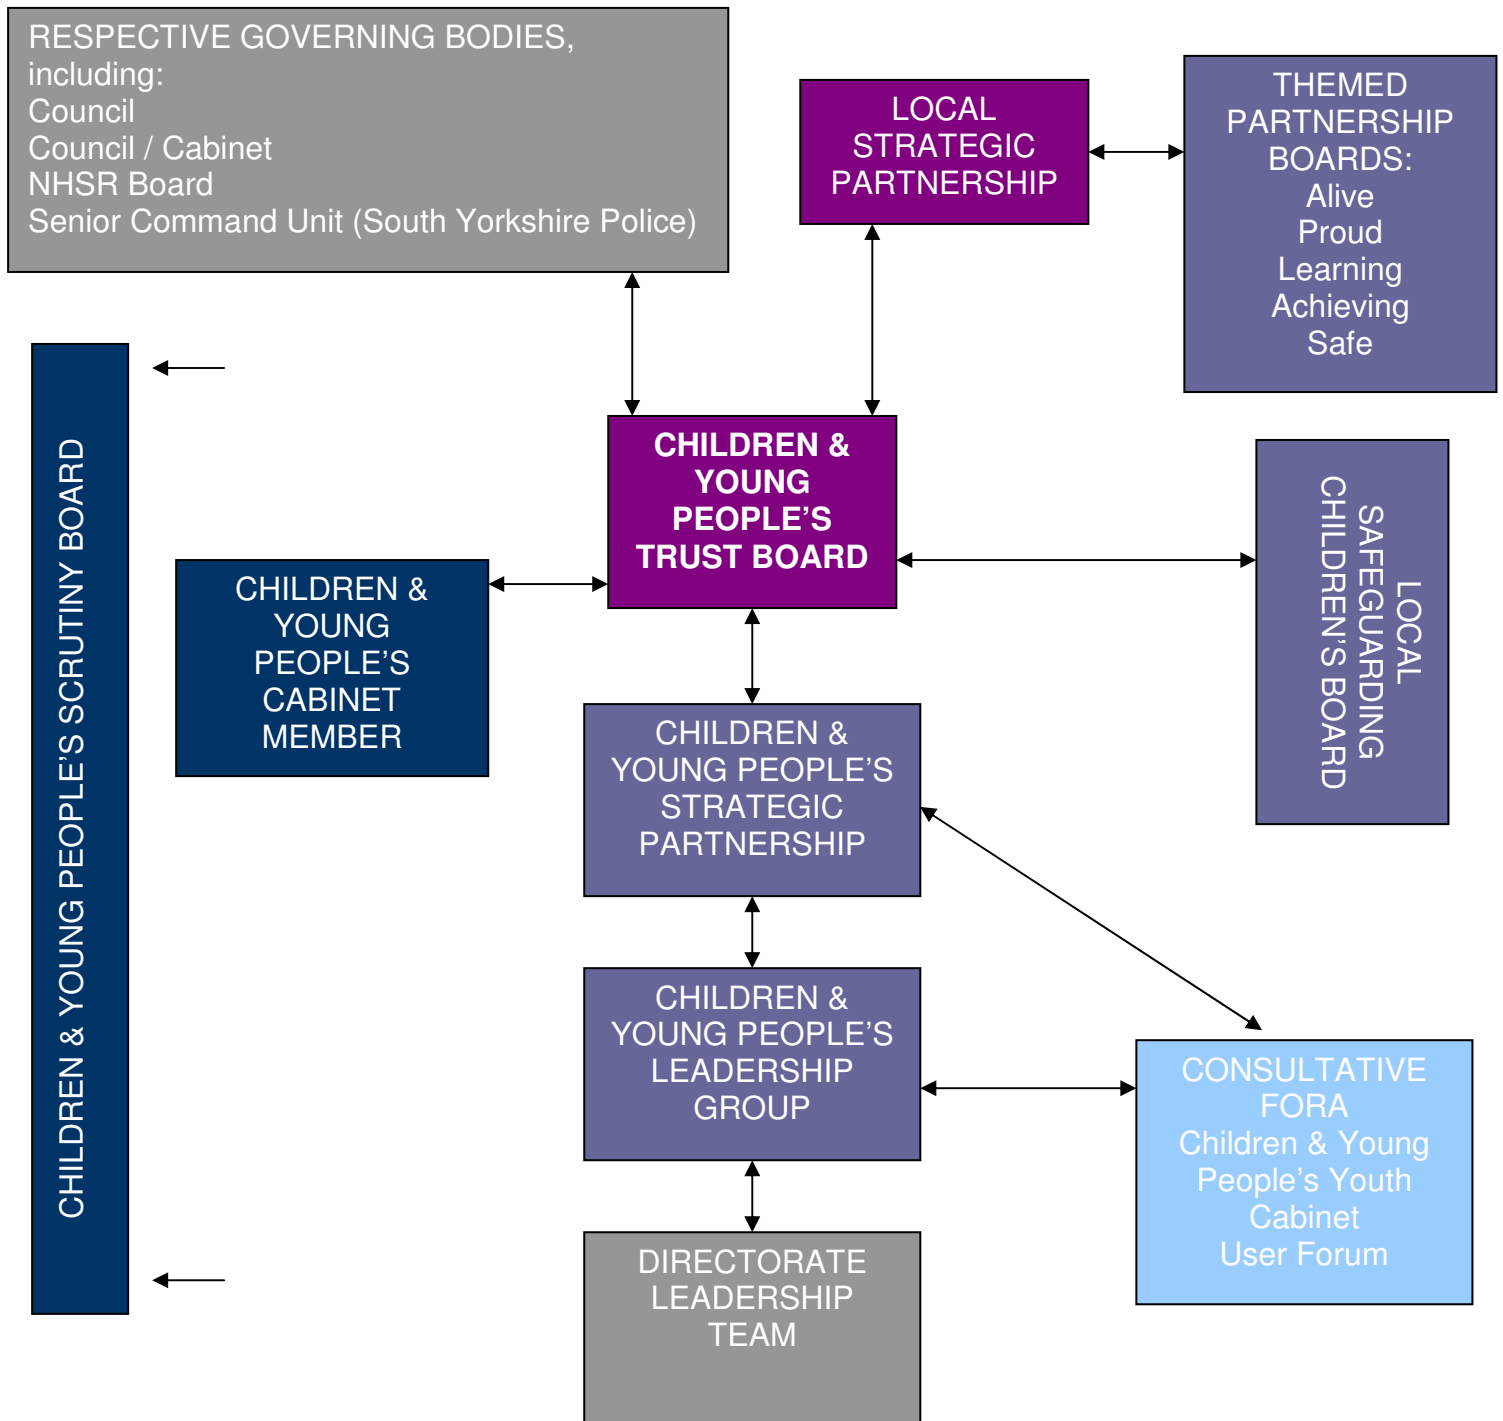 RESPECTIVE GOVERNING BODIES,
including:
Council
Council / Cabinet
NHSR Board
Senior Command Unit (South Yorkshire Police)
LOCAL
STRATEGIC
PARTNERSHIP
THEMED
PARTNERSHIP
BOARDS:
Alive
Proud
Learning
Achieving
Safe
CHILDREN & YOUNG PEOPLE’S SCRUTINY BOARD
CHILDREN &
YOUNG
PEOPLE’S
TRUST BOARD
LOCAL
SAFEGUARDING
CHILDREN’S BOARD
CHILDREN &
YOUNG
PEOPLE’S
CABINET
MEMBER
CHILDREN &
YOUNG PEOPLE’S
STRATEGIC
PARTNERSHIP
CHILDREN &
YOUNG PEOPLE’S
LEADERSHIP
GROUP
CONSULTATIVE
FORA
Children & Young
People’s Youth
Cabinet
User Forum
DIRECTORATE
LEADERSHIP
TEAM